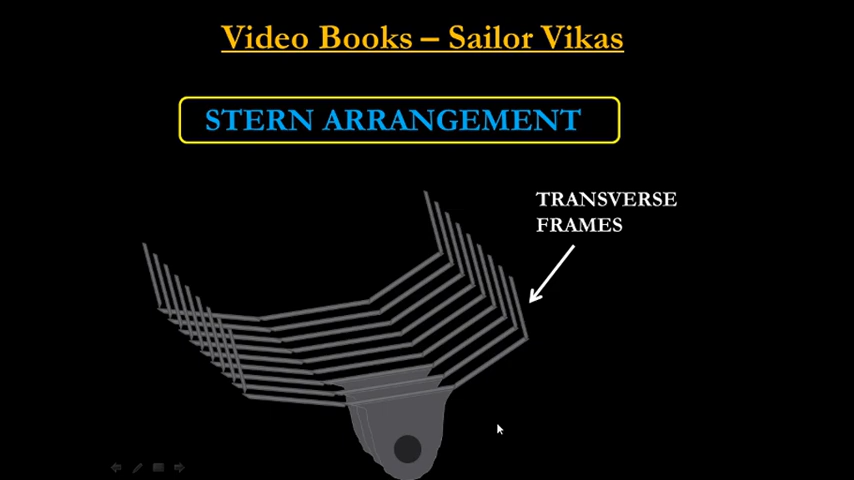 Video Books – Sailor Vikas
STERN ARRANGEMENT
TRANSVERSE
FRAMES